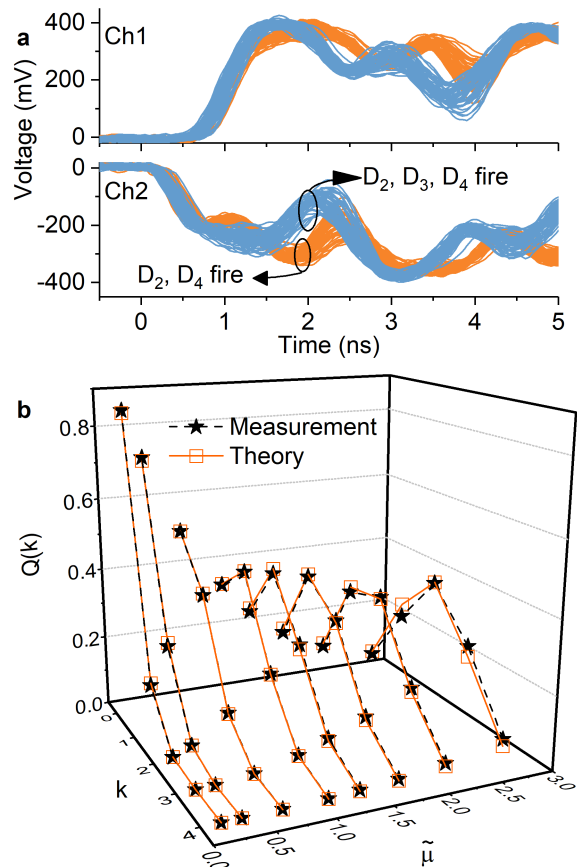 a
Ch1
400
200
0
Voltage (mV)
Ch2
0
-200
-400
D₂, D₃, D₄ fire
D₂, D₄ fire
0 1 2 3 4 5
Time (ns)
b
Measurement
Theory
0.8
0.6
0.4
0.2
0.0
Q(k)
0
1
2
3
4
k
0.0
0.5
1.0
1.5
2.0
2.5
3.0
μ̃